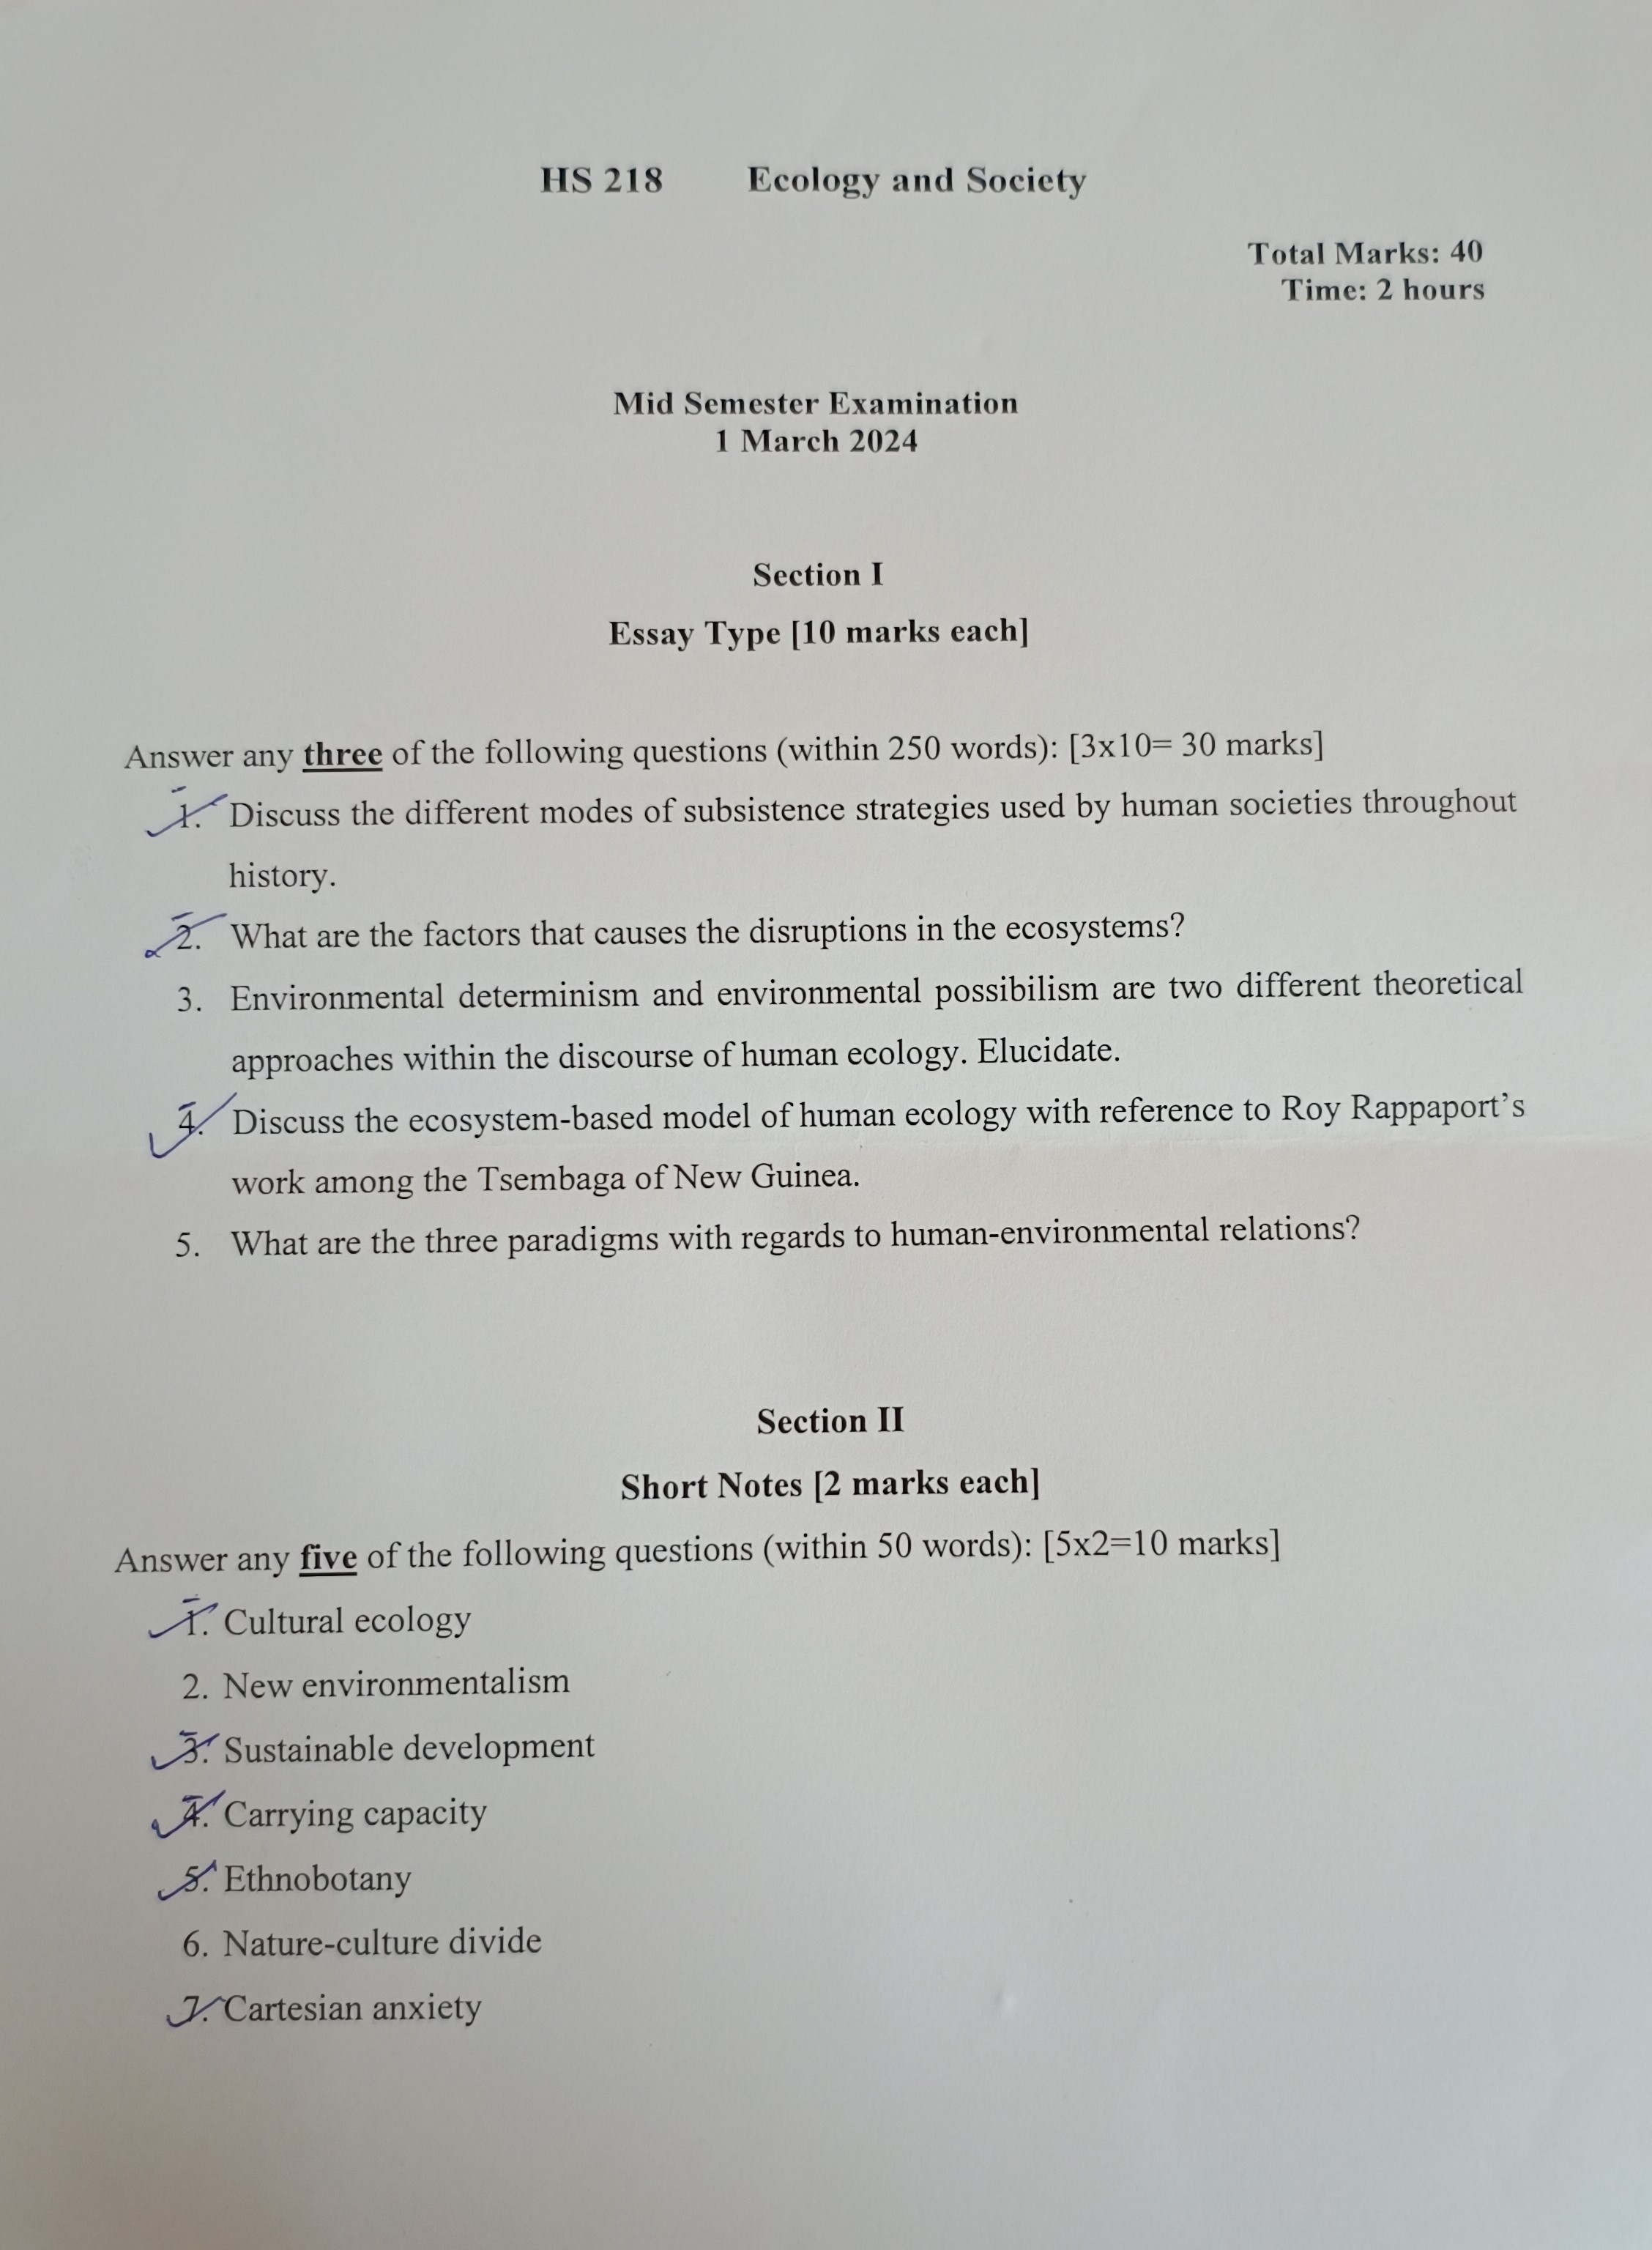 HS 218 Ecology and Society
Total Marks: 40
Time: 2 hours
Mid Semester Examination
1 March 2024
Section I
Essay Type [10 marks each]
Answer any three of the following questions (within 250 words): [3x10= 30 marks]
1. Discuss the different modes of subsistence strategies used by human societies throughout
history.
2. What are the factors that causes the disruptions in the ecosystems?
3. Environmental determinism and environmental possibilism are two different theoretical
approaches within the discourse of human ecology. Elucidate.
4. Discuss the ecosystem-based model of human ecology with reference to Roy Rappaport’s
work among the Tsembaga of New Guinea.
5. What are the three paradigms with regards to human-environmental relations?
Section II
Short Notes [2 marks each]
Answer any five of the following questions (within 50 words): [5x2=10 marks]
1. Cultural ecology
2. New environmentalism
3. Sustainable development
4. Carrying capacity
5. Ethnobotany
6. Nature-culture divide
7. Cartesian anxiety